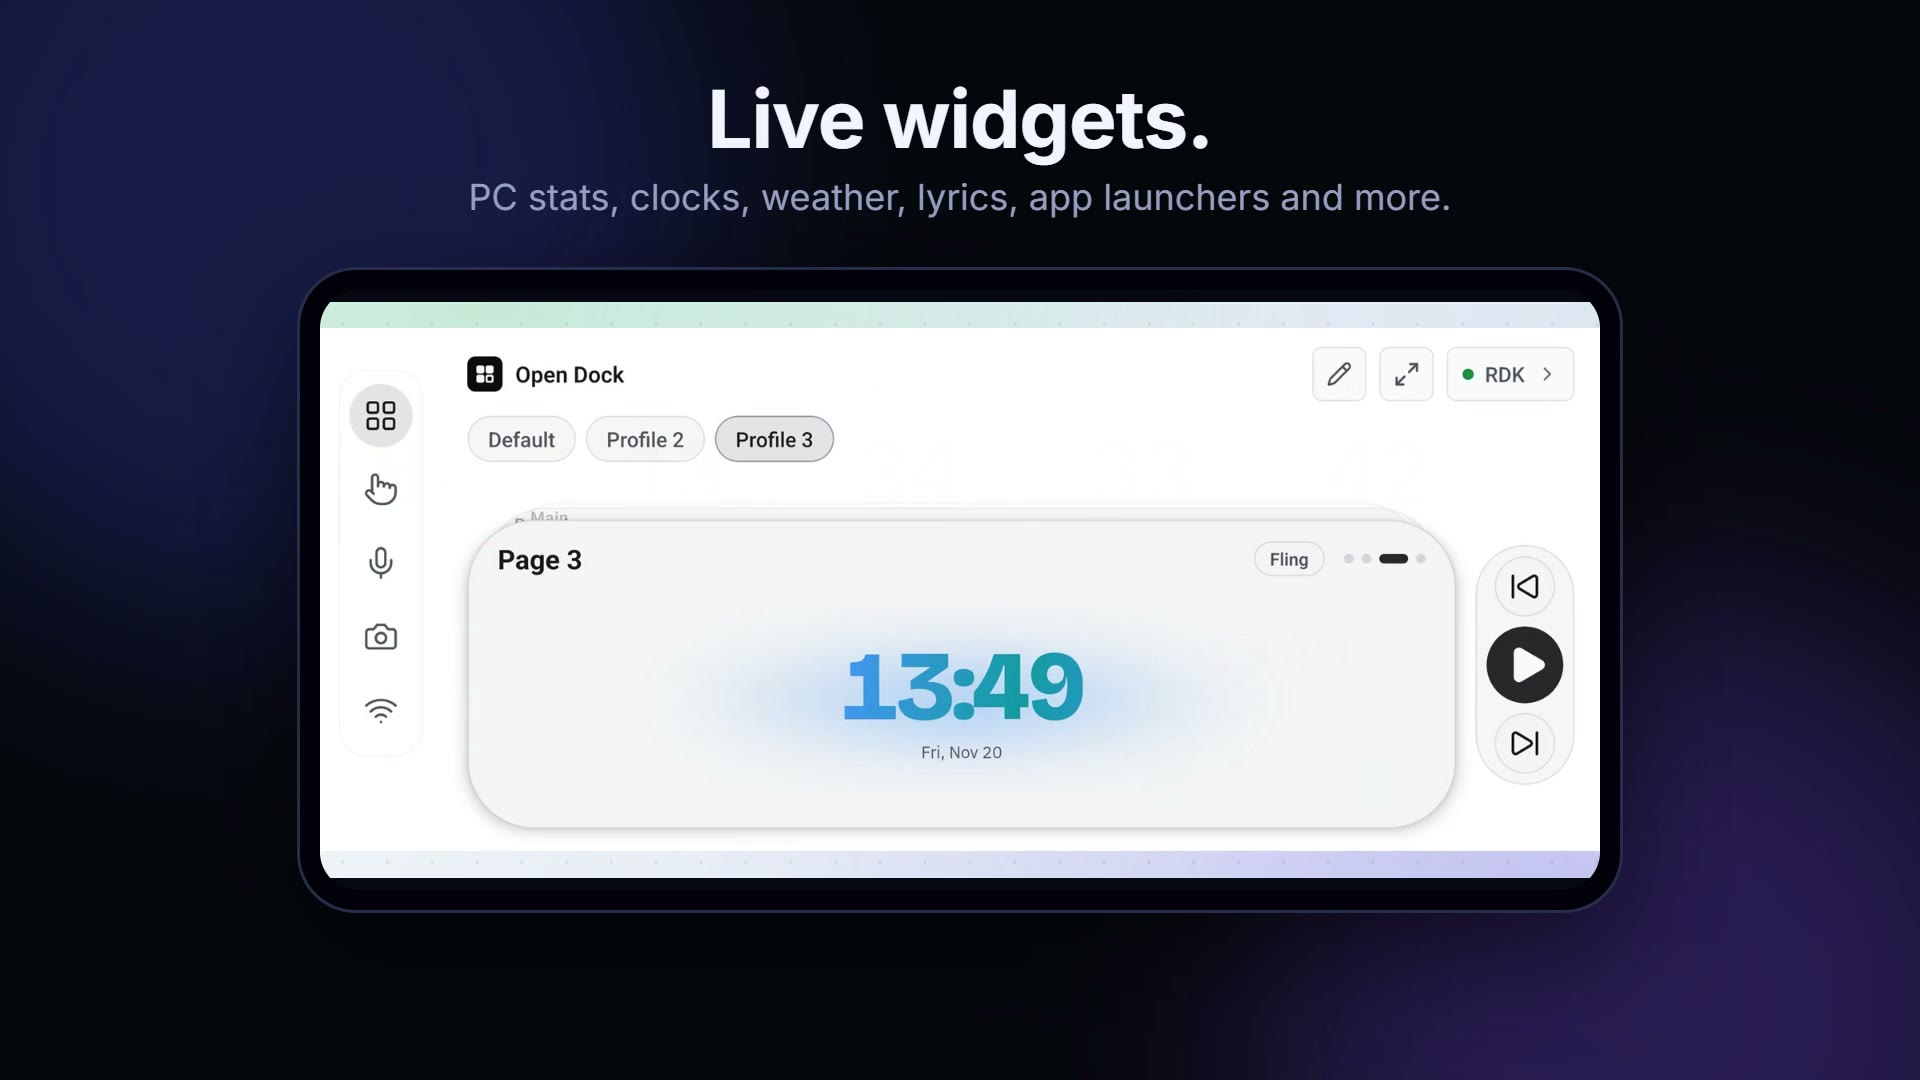 Live widgets.
PC stats, clocks, weather, lyrics, app launchers and more.
Open Dock
RDK
Default
Profile 2
Profile 3
Main
Page 3
Fling
13:49
Fri, Nov 20